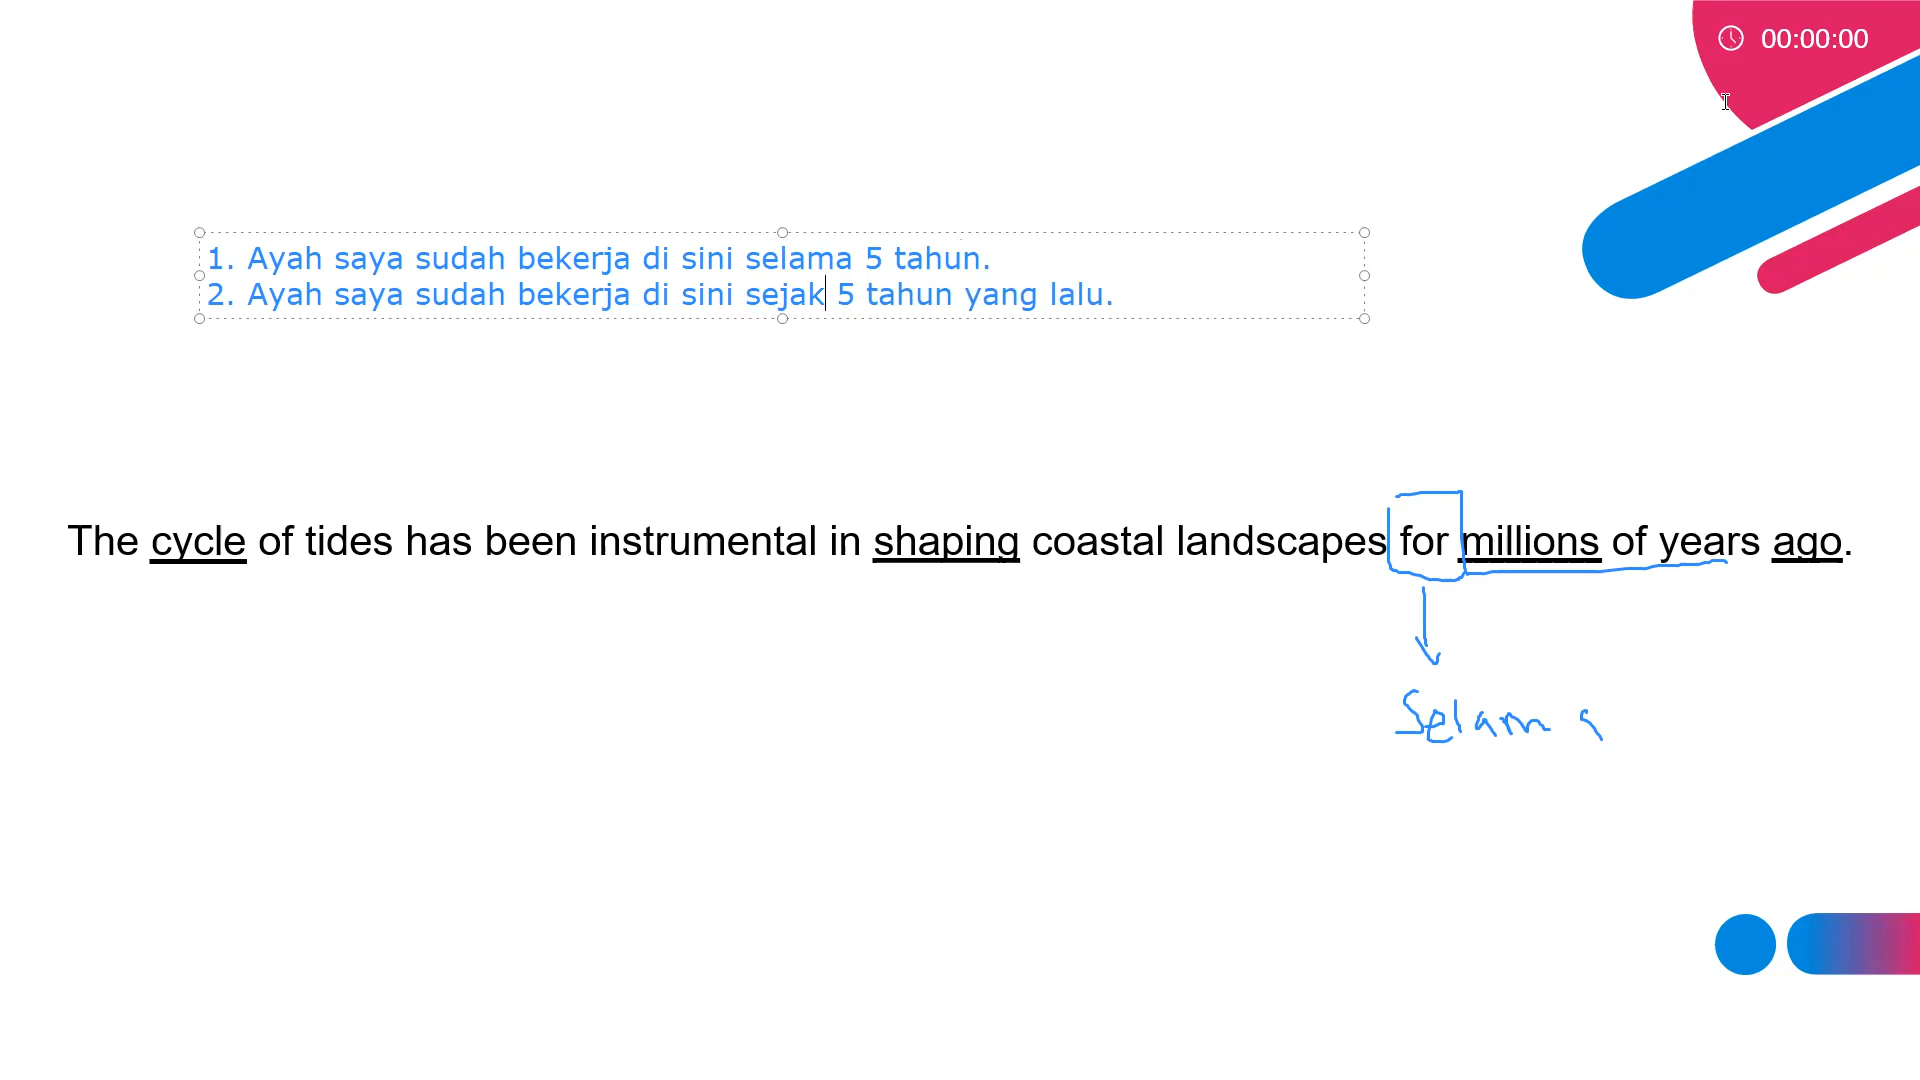 00:00:00
1. Ayah saya sudah bekerja di sini selama 5 tahun.
2. Ayah saya sudah bekerja di sini sejak 5 tahun yang lalu.
The cycle of tides has been instrumental in shaping coastal landscapes for millions of years ago.
Selama